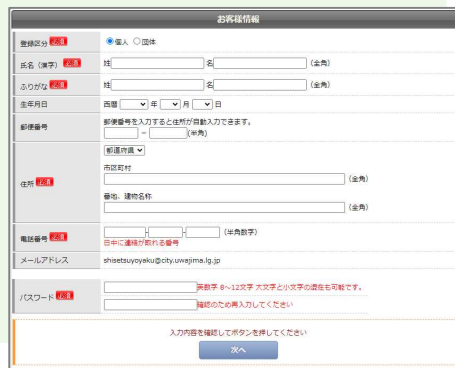 お客様情報
登録区分 必須 個人 団体
氏名（漢字） 必須 姓 名 （全角）
ふりがな 必須 姓 名 （全角）
生年月日 西暦 年 月 日
郵便番号 郵便番号を入力すると住所が自動入力できます。
－ (半角)
都道府県
市区町村
住所 必須 （全角）
番地、建物名称
（全角）
電話番号 必須 - - （半角数字）
日中に連絡が取れる番号
メールアドレス shisetsuyoyaku@city.uwajima.lg.jp
パスワード 必須 英数字 8～12文字 大文字と小文字の混在も可能です。
確認のため再入力してください
入力内容を確認してボタンを押してください
次へ